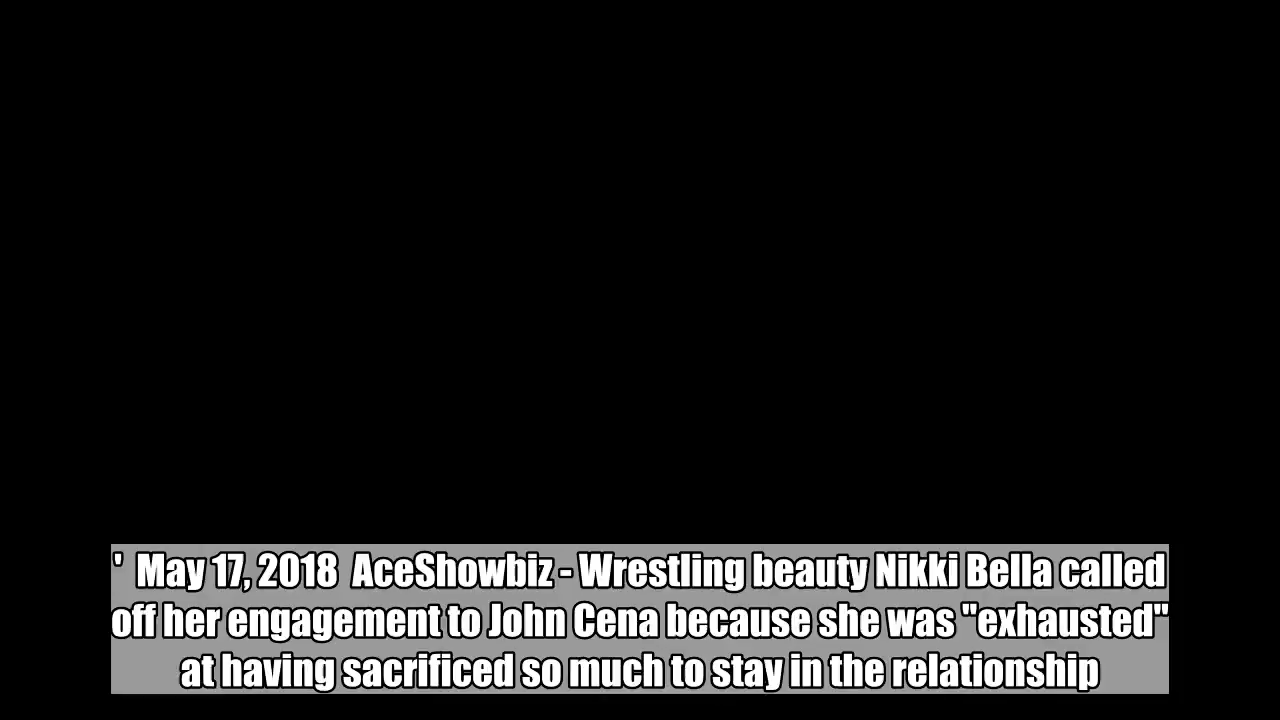 ' May 17, 2018 AceShowbiz - Wrestling beauty Nikki Bella called
off her engagement to John Cena because she was "exhausted"
at having sacrificed so much to stay in the relationship